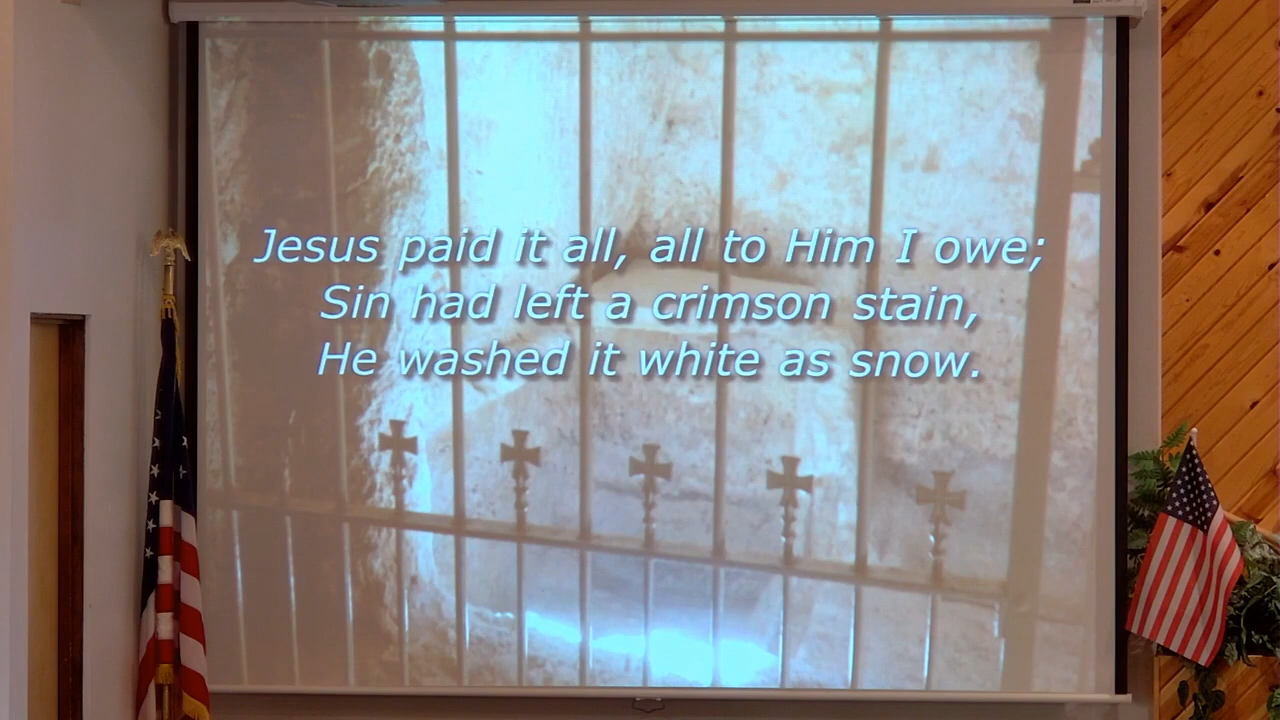 Jesus paid it all, all to Him I owe;
Sin had left a crimson stain,
He washed it white as snow.